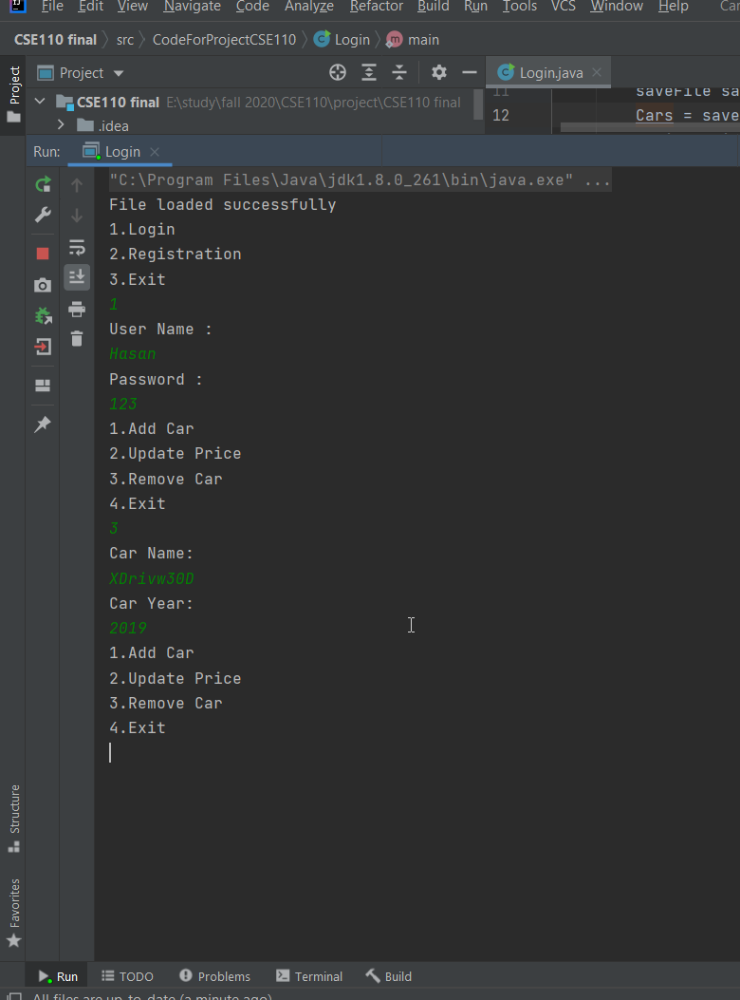 File Edit View Navigate Code Analyze Refactor Build Run Tools VCS Window Help Car
CSE110 final src CodeForProjectCSE110 Login main
Project
Project
Login.java
CSE110 final E:\study\fall 2020\CSE110\project\CSE110 final
.idea
11 saveFile sa
12 Cars = save
Run: Login
"C:\Program Files\Java\jdk1.8.0_261\bin\java.exe" ...
File loaded successfully
1.Login
2.Registration
3.Exit
1
User Name :
Hasan
Password :
123
1.Add Car
2.Update Price
3.Remove Car
4.Exit
3
Car Name:
XDrivw30D
Car Year:
2019
1.Add Car
2.Update Price
3.Remove Car
4.Exit
Structure
Favorites
Run TODO Problems Terminal Build
All files are up-to-date (a minute ago)